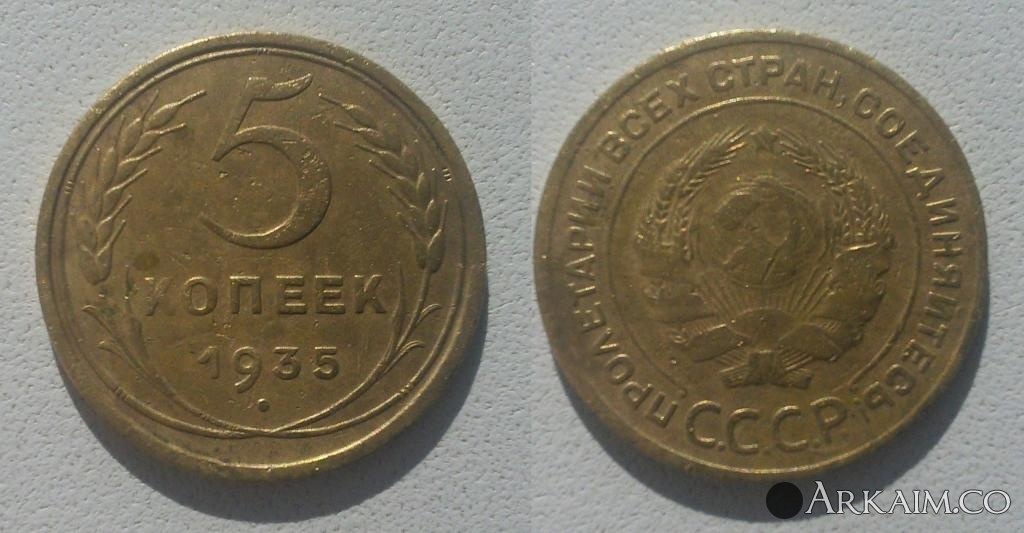 5
КОПЕЕК
1935
ПРОЛЕТАРИИ ВСЕХ СТРАН, СОЕДИНЯЙТЕСЬ!
С.С.С.Р.
ARKAIM.CO